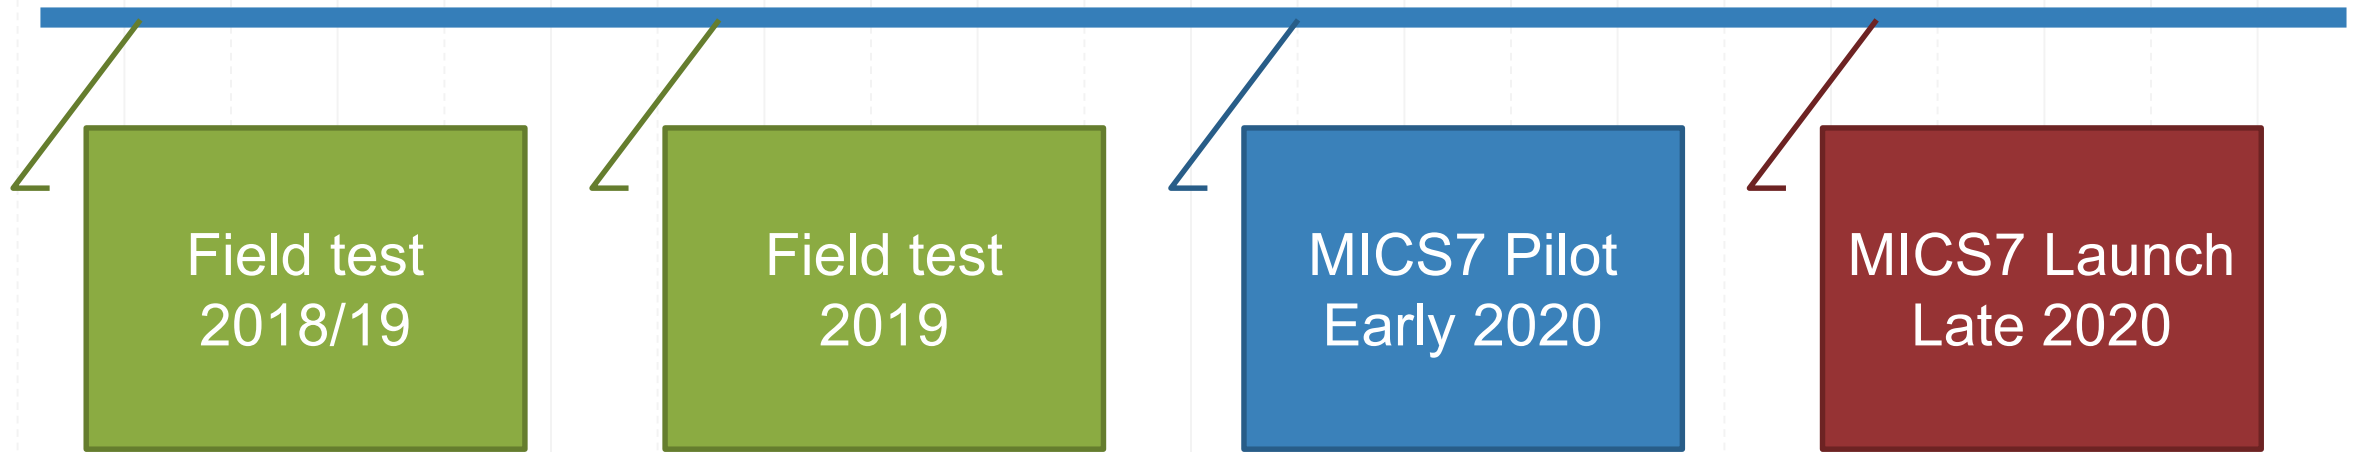 Field test
2018/19
Field test
2019
MICS7 Pilot
Early 2020
MICS7 Launch
Late 2020